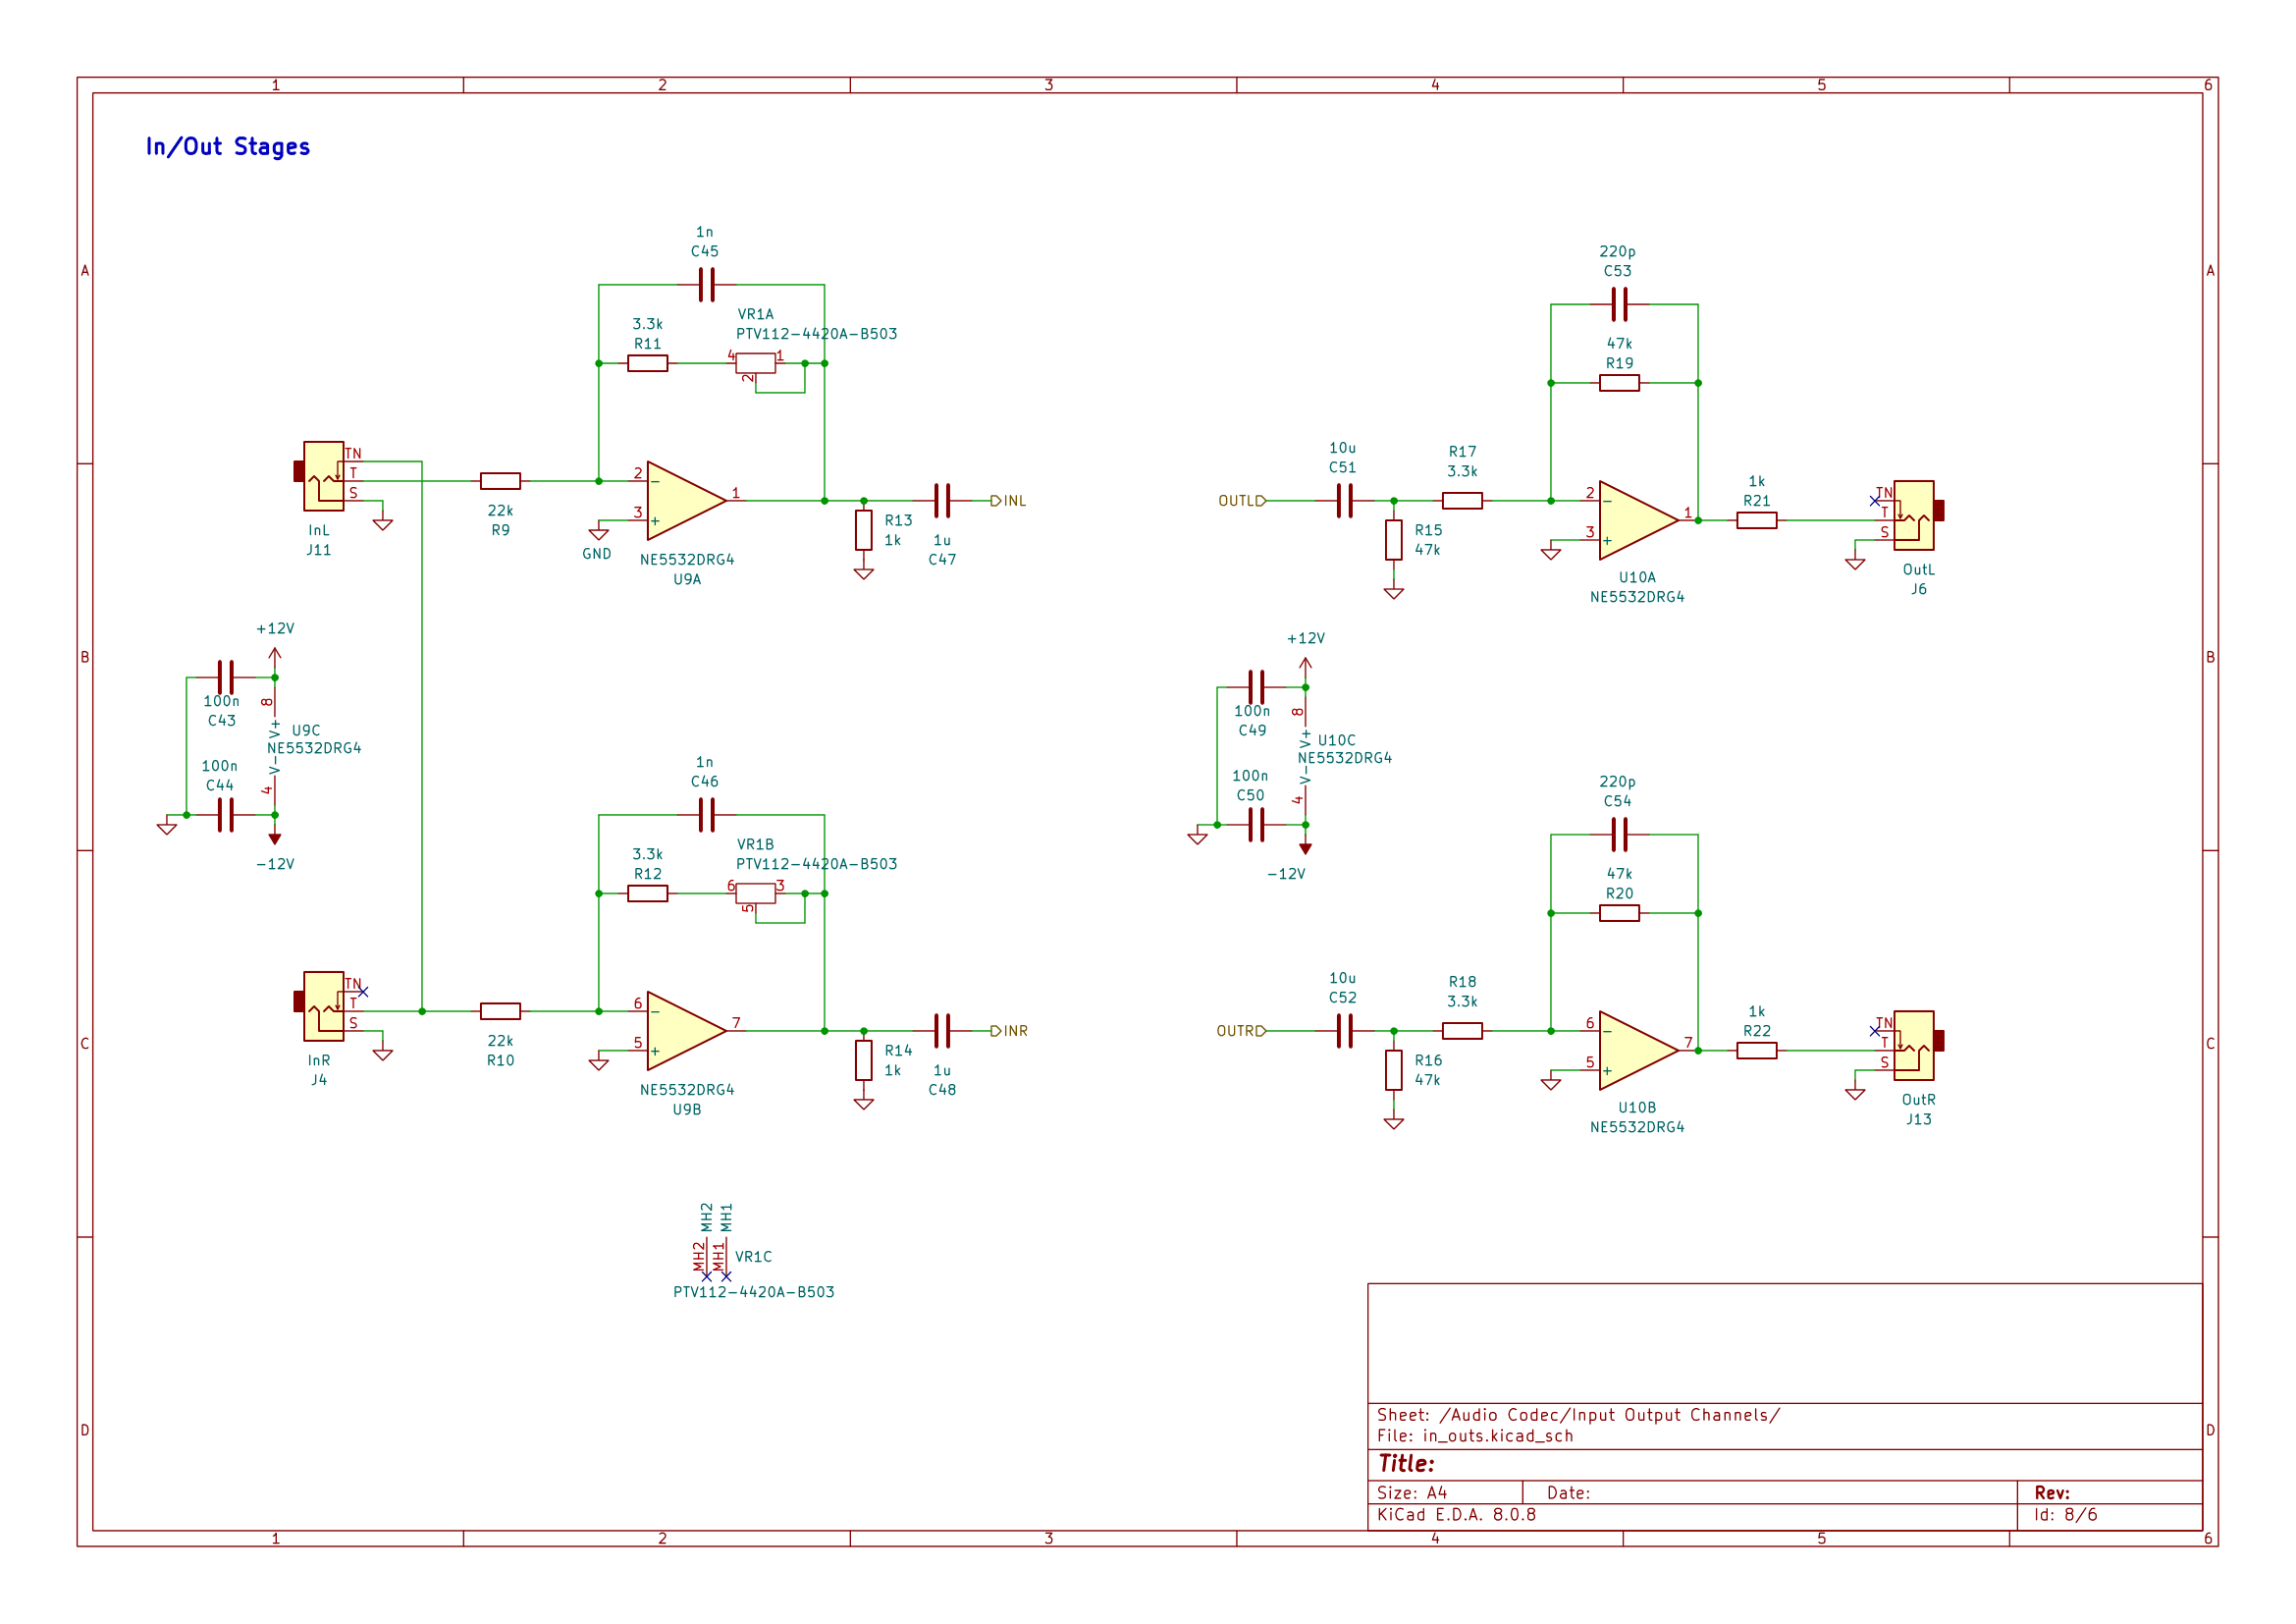 1 2 3 4 5 6
In/Out Stages
A
A
1n
C45
3.3k
R11
VR1A
PTV112-4420A-B503
4 1
2
220p
C53
47k
R19
TN
T
S
InL
J11
22k
R9
2
3
1
GND
NE5532DRG4
U9A
R13
1k
1u
C47
INL
OUTL
10u
C51
R17
3.3k
R15
47k
2
3
1
U10A
NE5532DRG4
1k
R21
TN
T
S
OutL
J6
B
B
+12V
100n
C43
8
V+
U9C
NE5532DRG4
100n
C44
V-
4
-12V
+12V
100n
C49
8
V+
U10C
NE5532DRG4
100n
C50
V-
4
-12V
1n
C46
3.3k
R12
VR1B
PTV112-4420A-B503
6 3
5
220p
C54
47k
R20
C
C
TN
T
S
InR
J4
22k
R10
6
5
7
NE5532DRG4
U9B
R14
1k
1u
C48
INR
OUTR
10u
C52
R18
3.3k
R16
47k
6
5
7
U10B
NE5532DRG4
1k
R22
TN
T
S
OutR
J13
MH2 MH1
MH2 MH1
VR1C
PTV112-4420A-B503
D
D
Sheet: /Audio Codec/Input Output Channels/
File: in_outs.kicad_sch
Title:
Size: A4 Date: Rev:
KiCad E.D.A. 8.0.8 Id: 8/6
1 2 3 4 5 6